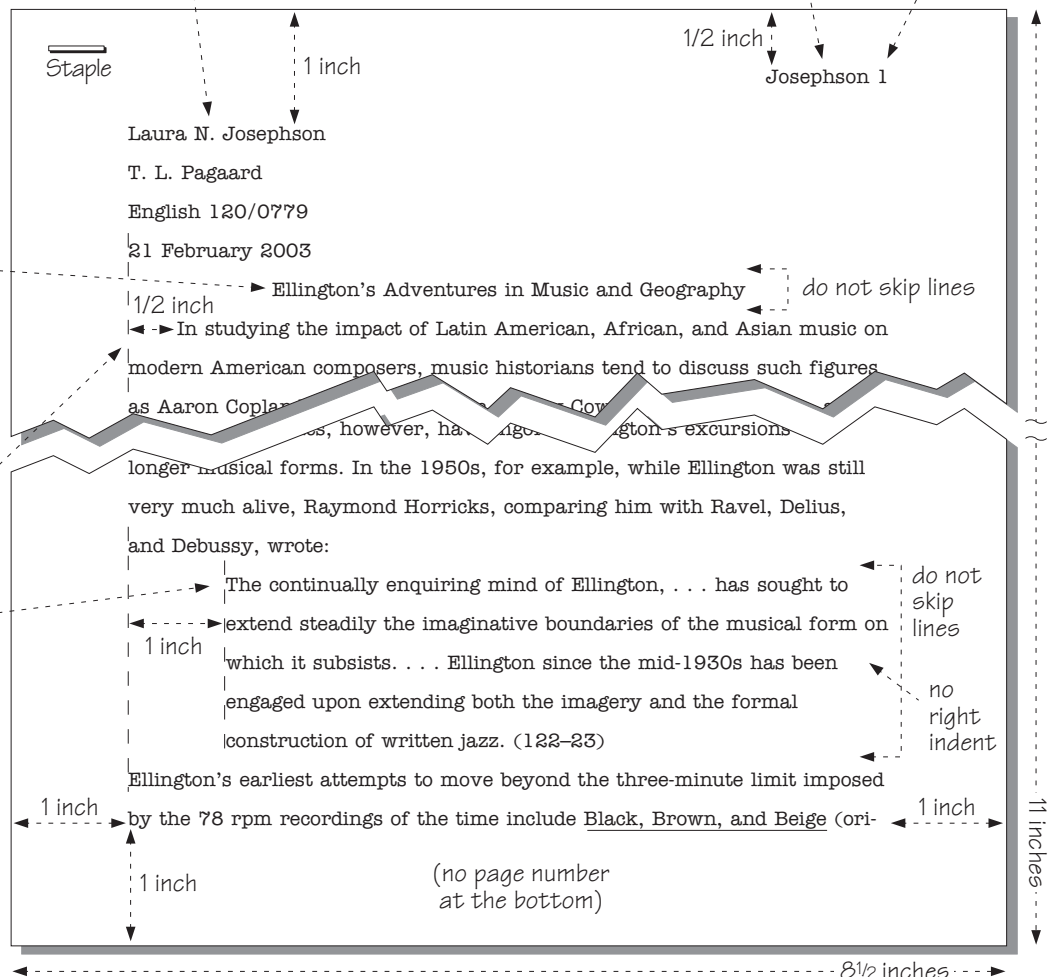 1/2 inch
Staple
1 inch
Josephson 1
Laura N. Josephson
T. L. Pagaard
English 120/0779
21 February 2003
Ellington's Adventures in Music and Geography
do not skip lines
1/2 inch
In studying the impact of Latin American, African, and Asian music on
modern American composers, music historians tend to discuss such figures
as Aaron
however,
excursions
longer musical forms. In the 1950s, for example, while Ellington was still
very much alive, Raymond Horricks, comparing him with Ravel, Delius,
and Debussy, wrote:
The continually enquiring mind of Ellington, . . . has sought to
extend steadily the imaginative boundaries of the musical form on
which it subsists. . . . Ellington since the mid-1930s has been
engaged upon extending both the imagery and the formal
construction of written jazz. (122–23)
do not
skip
lines
1 inch
no
right
indent
Ellington's earliest attempts to move beyond the three-minute limit imposed
by the 78 rpm recordings of the time include Black, Brown, and Beige (ori-
1 inch
1 inch
11 inches
1 inch
(no page number
at the bottom)
8½ inches